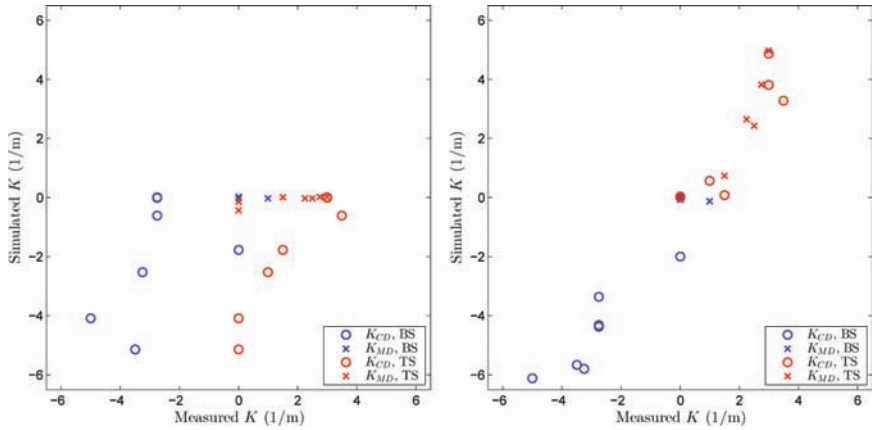 6
4
2
0
−2
−4
−6
Simulated K (1/m)
−6 −4 −2 0 2 4 6
Measured K (1/m)
K_CD, BS
K_MD, BS
K_CD, TS
K_MD, TS
6
4
2
0
−2
−4
−6
Simulated K (1/m)
−6 −4 −2 0 2 4 6
Measured K (1/m)
K_CD, BS
K_MD, BS
K_CD, TS
K_MD, TS